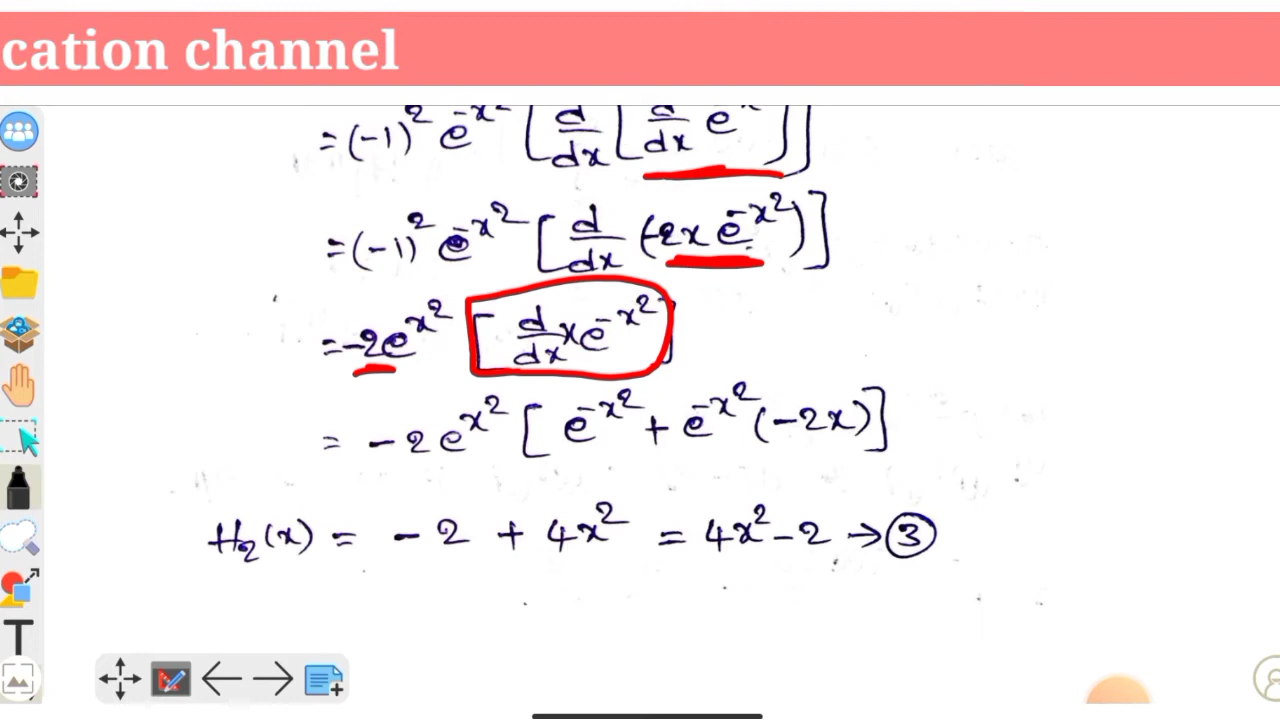 cation channel
= (-1)² e^-x² [d/dx [d/dx e^-x
= (-1)² e^-x² [d/dx (-2x e^-x²)]
= -2e^x² [d/dx x e^-x²]
= -2e^x² [e^-x² + e^-x² (-2x)]
H₂(x) = -2 + 4x² = 4x² - 2 → ③
T